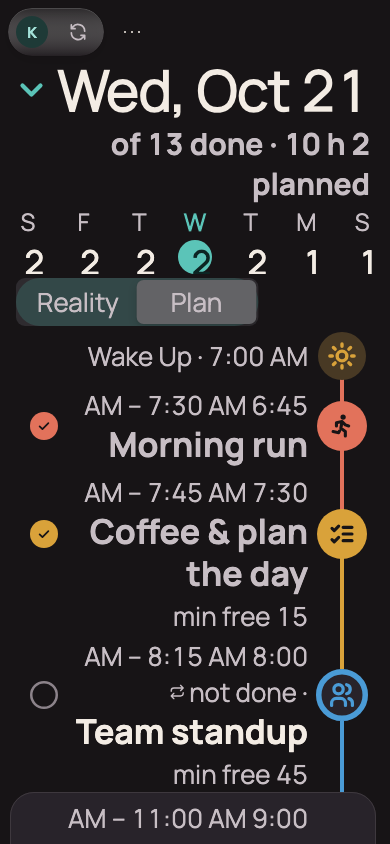 K
...
Wed, Oct 21
of 13 done · 10 h 2
planned
S F T W T M S
2 2 2 2 2 1 1
Reality Plan
Wake Up · 7:00 AM
AM – 7:30 AM 6:45
Morning run
AM – 7:45 AM 7:30
Coffee & plan
the day
min free 15
AM – 8:15 AM 8:00
not done ·
Team standup
min free 45
AM – 11:00 AM 9:00